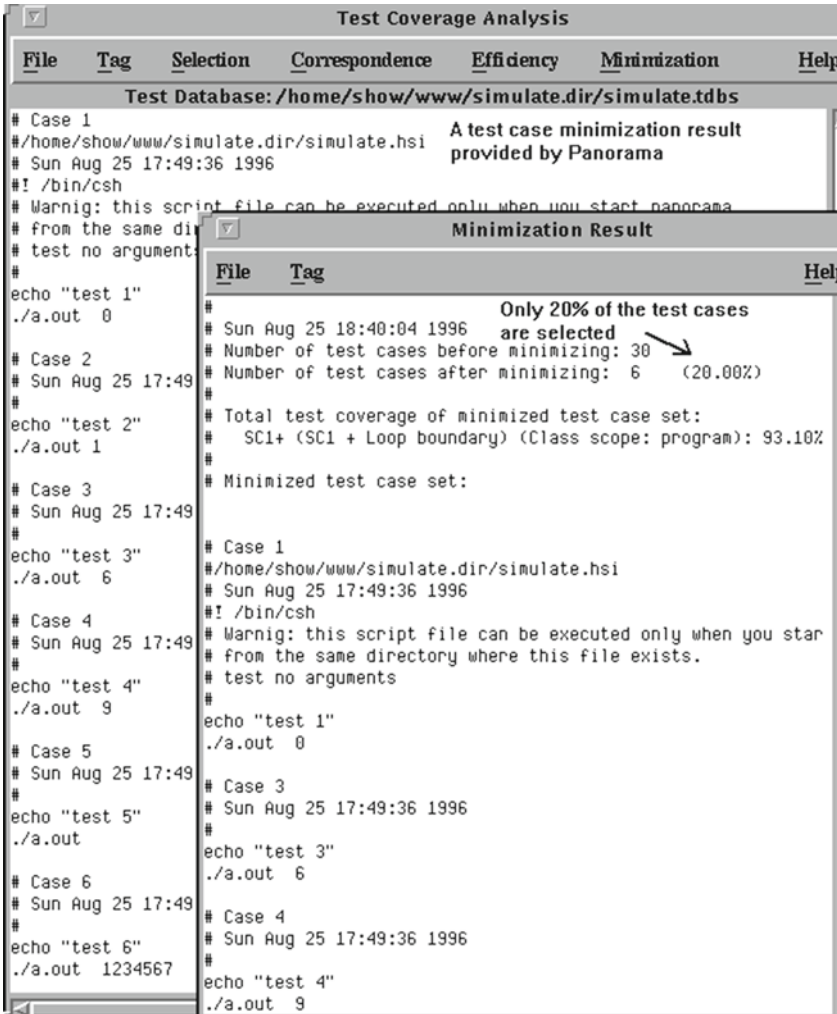 Test Coverage Analysis
File Tag Selection Correspondence Efficiency Minimization Help
Test Database: /home/show/www/simulate.dir/simulate.tdbs
# Case 1
#/home/show/www/simulate.dir/simulate.hsi
# Sun Aug 25 17:49:36 1996
#! /bin/csh
# Warnig: this script file can be executed only when you start panorama
# from the same dir
# test no argument
#
echo "test 1"
./a.out 0
# Case 2
# Sun Aug 25 17:49
#
echo "test 2"
./a.out 1
# Case 3
# Sun Aug 25 17:49
#
echo "test 3"
./a.out 6
# Case 4
# Sun Aug 25 17:49
#
echo "test 4"
./a.out 9
# Case 5
# Sun Aug 25 17:49
#
echo "test 5"
./a.out
# Case 6
# Sun Aug 25 17:49
#
echo "test 6"
./a.out 1234567
A test case minimization result
provided by Panorama
Minimization Result
File Tag Help
#
# Sun Aug 25 18:40:04 1996
# Number of test cases before minimizing: 30
# Number of test cases after minimizing: 6 (20.00%)
#
# Total test coverage of minimized test case set:
# SC1+ (SC1 + Loop boundary) (Class scope: program): 93.10%
#
# Minimized test case set:
Only 20% of the test cases
are selected
# Case 1
#/home/show/www/simulate.dir/simulate.hsi
# Sun Aug 25 17:49:36 1996
#! /bin/csh
# Warnig: this script file can be executed only when you star
# from the same directory where this file exists.
# test no arguments
#
echo "test 1"
./a.out 0
# Case 3
# Sun Aug 25 17:49:36 1996
#
echo "test 3"
./a.out 6
# Case 4
# Sun Aug 25 17:49:36 1996
#
echo "test 4"
./a.out 9